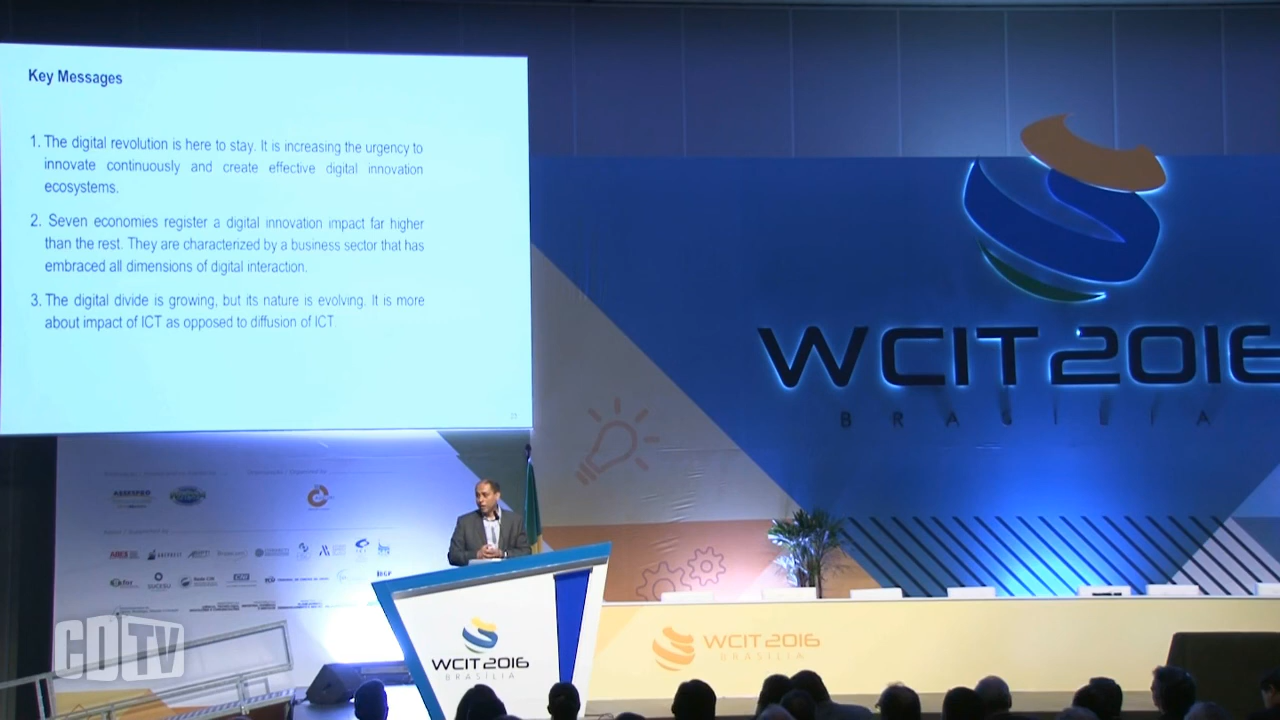 Key Messages
1. The digital revolution is here to stay. It is increasing the urgency to
innovate continuously and create effective digital innovation
ecosystems.
2. Seven economies register a digital innovation impact far higher
than the rest. They are characterized by a business sector that has
embraced all dimensions of digital interaction.
3. The digital divide is growing, but its nature is evolving. It is more
about impact of ICT as opposed to diffusion of ICT
WCIT 2016
BRASÍLIA
WCIT 2016
BRASÍLIA
WCIT 2016
BRASÍLIA
CDTV